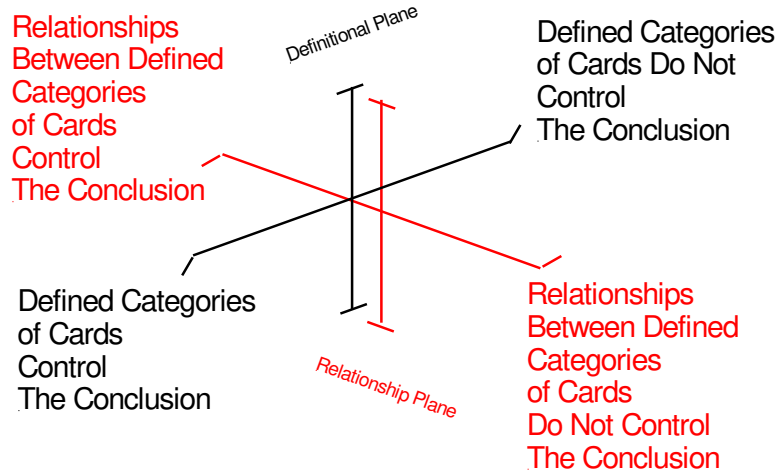 Relationships
Between Defined
Categories
of Cards
Control
The Conclusion
Definitional Plane
Defined Categories
of Cards Do Not
Control
The Conclusion
Defined Categories
of Cards
Control
The Conclusion
Relationship Plane
Relationships
Between Defined
Categories
of Cards
Do Not Control
The Conclusion